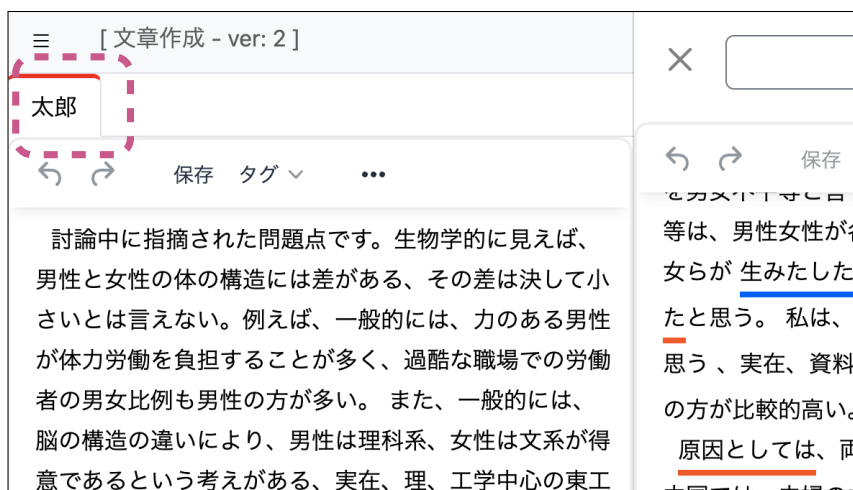 [ 文章作成 - ver: 2 ]
太郎
保存 タグ
討論中に指摘された問題点です。生物学的に見えば、
男性と女性の体の構造には差がある、その差は決して小
さいとは言えない。例えば、一般的には、力のある男性
が体力労働を負担することが多く、過酷な職場での労働
者の男女比例も男性の方が多い。 また、一般的には、
脳の構造の違いにより、男性は理科系、女性は文系が得
意であるという考えがある、実在、理、工学中心の東工
保存
等は、男性女性が
女らが 生みたした
たと思う。 私は、
思う 、実在、資料
の方が比較的高い。
原因としては、両